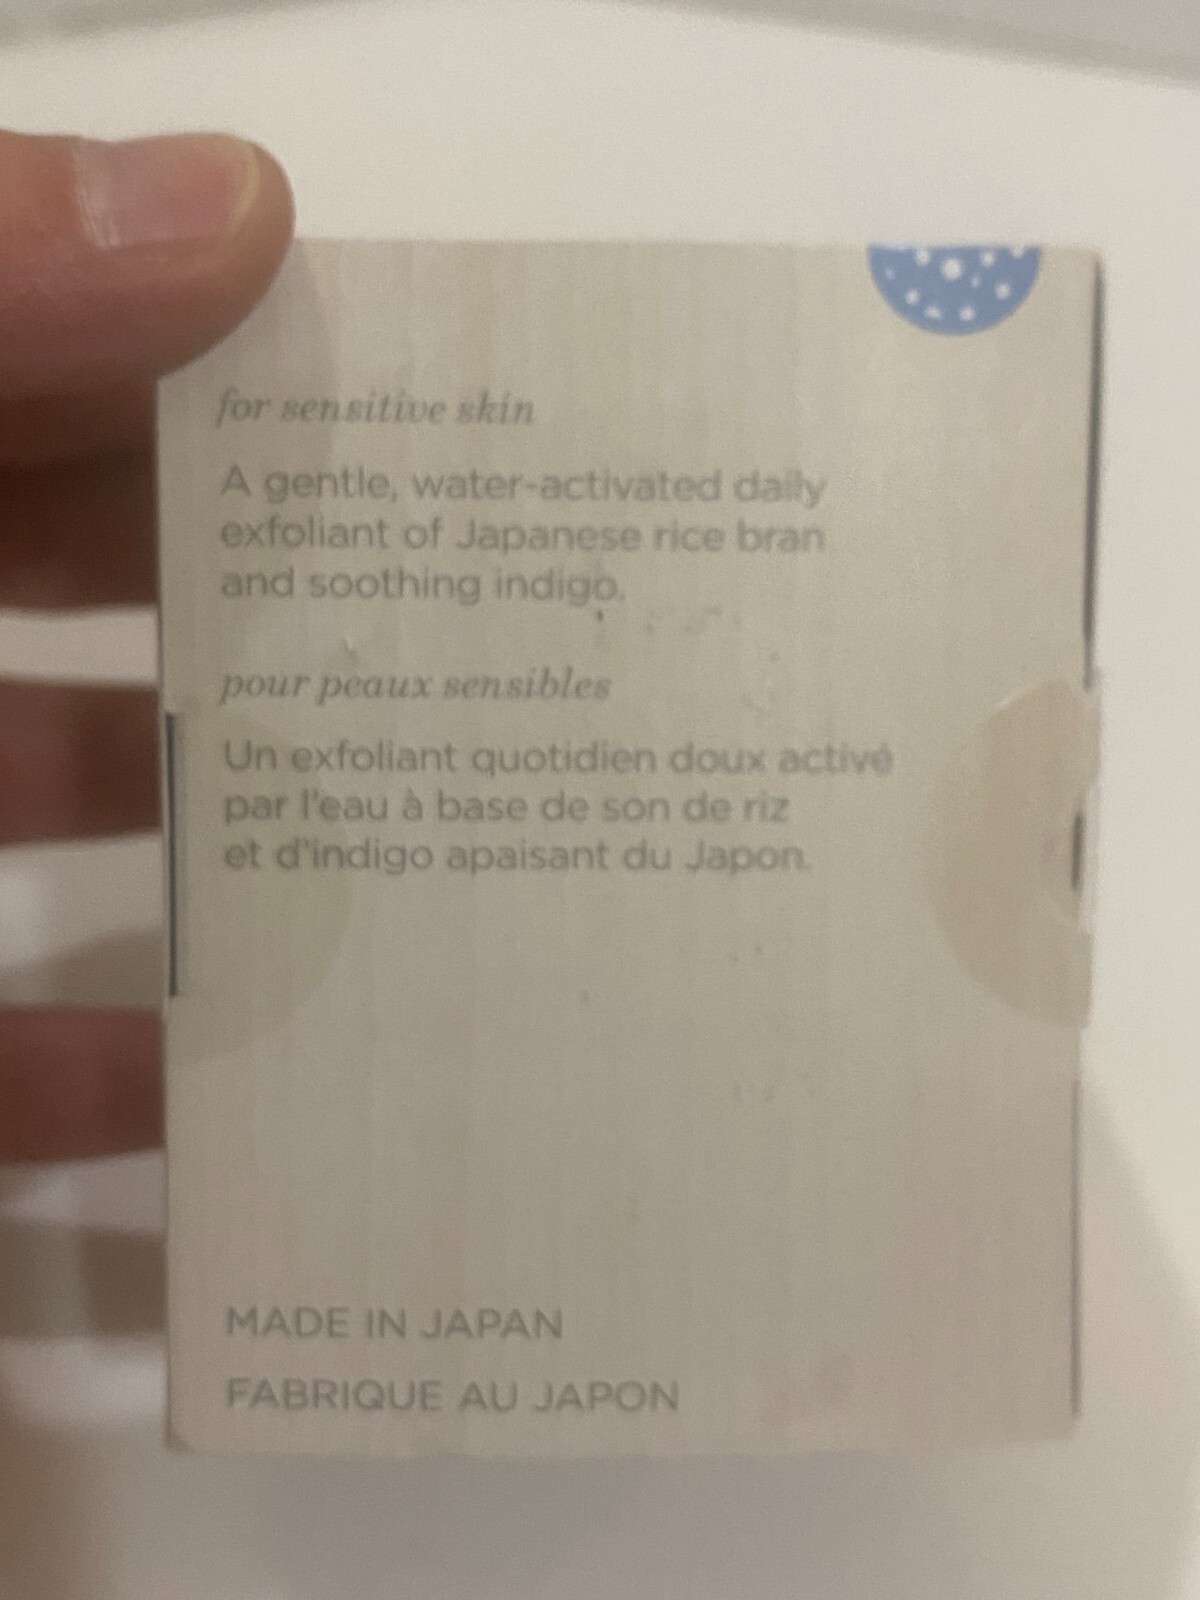 for sensitive skin
A gentle, water-activated daily
exfoliant of Japanese rice bran
and soothing indigo.
pour peaux sensibles
Un exfoliant quotidien doux activé
par l'eau à base de son de riz
et d'indigo apaisant du Japon.
MADE IN JAPAN
FABRIQUE AU JAPON